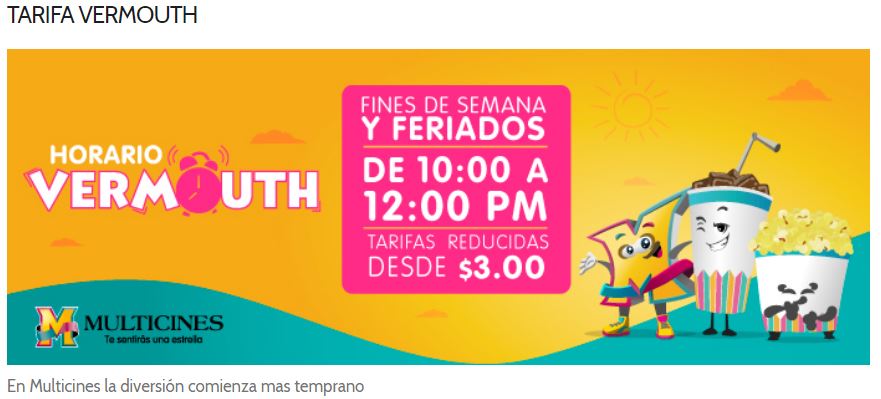 TARIFA VERMOUTH
HORARIO
VERMOUTH
FINES DE SEMANA
Y FERIADOS
DE 10:00 A
12:00 PM
TARIFAS REDUCIDAS
DESDE $3.00
MULTICINES
Te sentirás una estrella
En Multicines la diversión comienza mas temprano